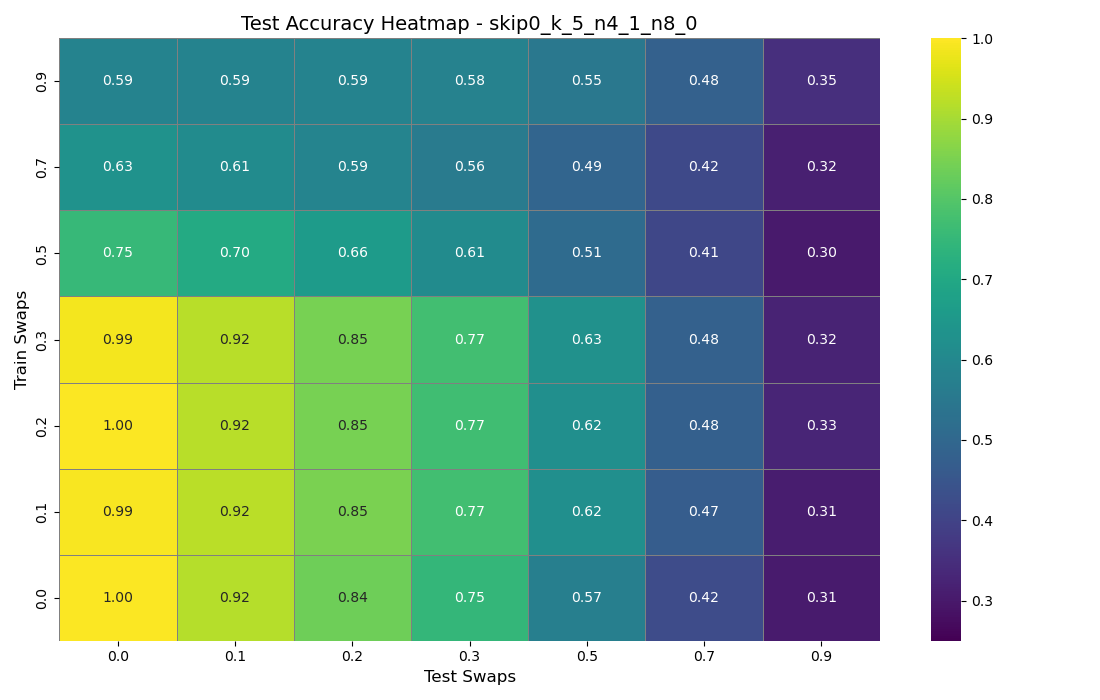 Test Accuracy Heatmap - skip0_k_5_n4_1_n8_0
Train Swaps
0.9 0.59 0.59 0.59 0.58 0.55 0.48 0.35
0.7 0.63 0.61 0.59 0.56 0.49 0.42 0.32
0.5 0.75 0.70 0.66 0.61 0.51 0.41 0.30
0.3 0.99 0.92 0.85 0.77 0.63 0.48 0.32
0.2 1.00 0.92 0.85 0.77 0.62 0.48 0.33
0.1 0.99 0.92 0.85 0.77 0.62 0.47 0.31
0.0 1.00 0.92 0.84 0.75 0.57 0.42 0.31
0.0 0.1 0.2 0.3 0.5 0.7 0.9
Test Swaps
1.0
0.9
0.8
0.7
0.6
0.5
0.4
0.3